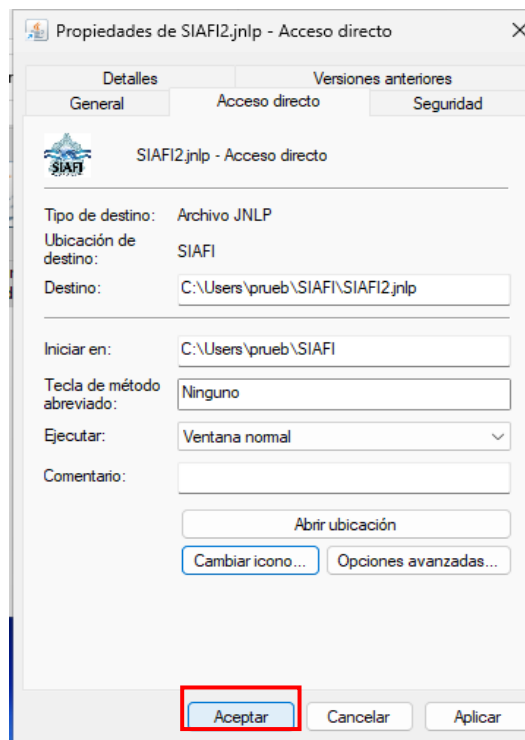 Propiedades de SIAFI2.jnlp - Acceso directo
Detalles Versiones anteriores
General Acceso directo Seguridad
SIAFI
SIAFI2.jnlp - Acceso directo
Tipo de destino: Archivo JNLP
Ubicación de destino: SIAFI
Destino: C:\Users\prueb\SIAFI\SIAFI2.jnlp
Iniciar en: C:\Users\prueb\SIAFI
Tecla de método abreviado: Ninguno
Ejecutar: Ventana normal
Comentario:
Abrir ubicación
Cambiar icono... Opciones avanzadas...
Aceptar Cancelar Aplicar